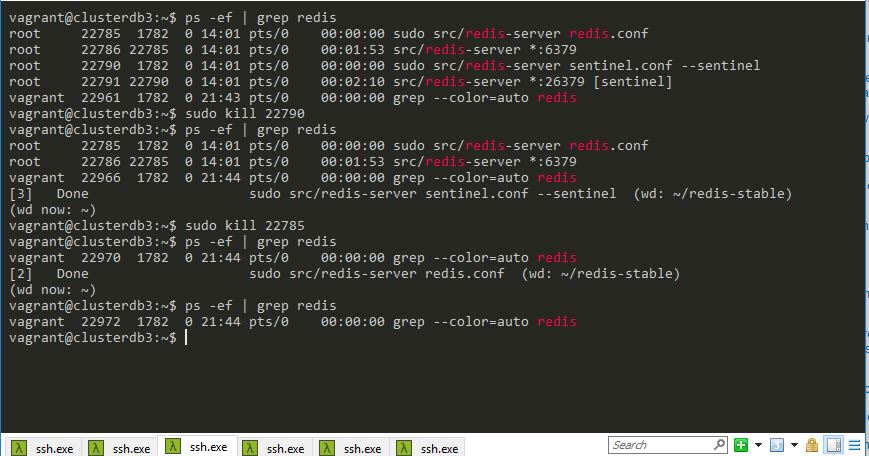 vagrant@clusterdb3:~$ ps -ef | grep redis
root     22785  1782  0 14:01 pts/0    00:00:00 sudo src/redis-server redis.conf
root     22786 22785  0 14:01 pts/0    00:01:53 src/redis-server *:6379
root     22790  1782  0 14:01 pts/0    00:00:00 sudo src/redis-server sentinel.conf --sentinel
root     22791 22790  0 14:01 pts/0    00:02:10 src/redis-server *:26379 [sentinel]
vagrant  22961  1782  0 21:43 pts/0    00:00:00 grep --color=auto redis
vagrant@clusterdb3:~$ sudo kill 22790
vagrant@clusterdb3:~$ ps -ef | grep redis
root     22785  1782  0 14:01 pts/0    00:00:00 sudo src/redis-server redis.conf
root     22786 22785  0 14:01 pts/0    00:01:53 src/redis-server *:6379
vagrant  22966  1782  0 21:44 pts/0    00:00:00 grep --color=auto redis
[3]   Done                    sudo src/redis-server sentinel.conf --sentinel  (wd: ~/redis-stable)
(wd now: ~)
vagrant@clusterdb3:~$ sudo kill 22785
vagrant@clusterdb3:~$ ps -ef | grep redis
vagrant  22970  1782  0 21:44 pts/0    00:00:00 grep --color=auto redis
[2]   Done                    sudo src/redis-server redis.conf  (wd: ~/redis-stable)
(wd now: ~)
vagrant@clusterdb3:~$ ps -ef | grep redis
vagrant  22972  1782  0 21:44 pts/0    00:00:00 grep --color=auto redis
vagrant@clusterdb3:~$
λ ssh.exe λ ssh.exe λ ssh.exe λ ssh.exe λ ssh.exe λ ssh.exe Search